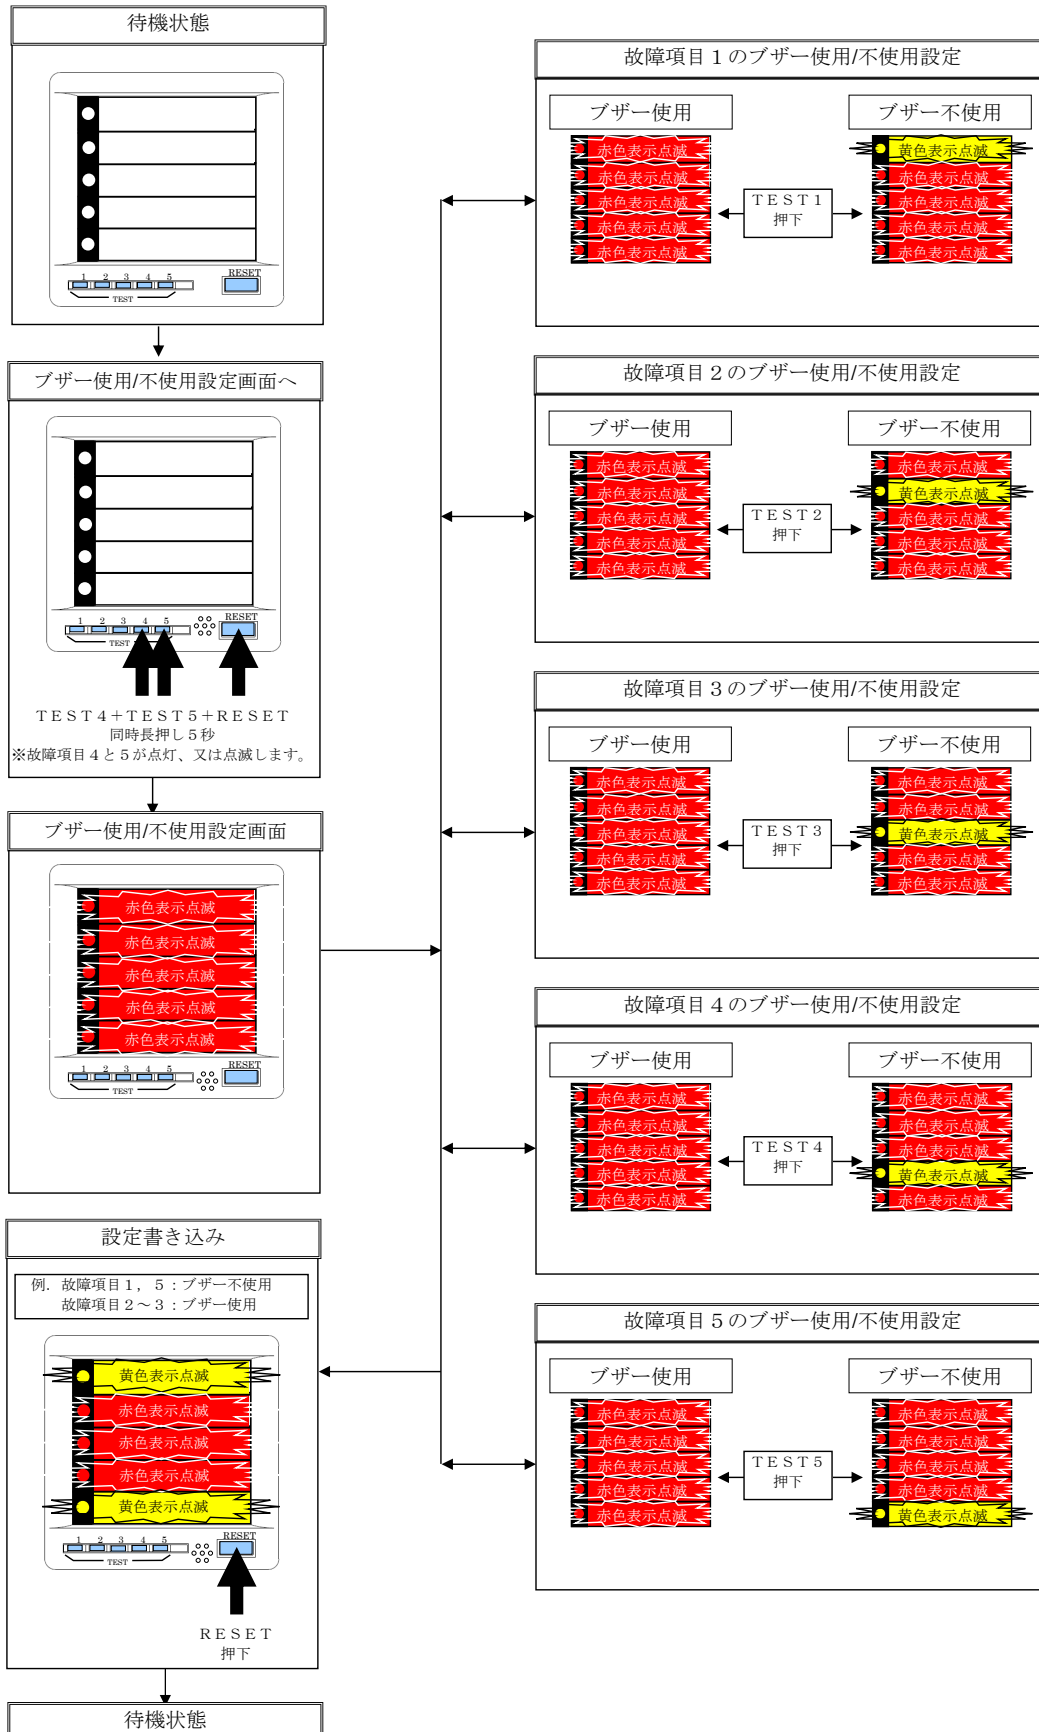 待機状態
1 2 3 4 5
RESET
TEST
ブザー使用/不使用設定画面へ
1 2 3 4 5
RESET
TEST
TEST4+TEST5+RESET
同時長押し5秒
※故障項目4と5が点灯、又は点滅します。
ブザー使用/不使用設定画面
赤色表示点滅
赤色表示点滅
赤色表示点滅
赤色表示点滅
赤色表示点滅
1 2 3 4 5
RESET
TEST
設定書き込み
例.故障項目1,5:ブザー不使用
故障項目2~3:ブザー使用
黄色表示点滅
赤色表示点滅
赤色表示点滅
赤色表示点滅
黄色表示点滅
1 2 3 4 5
RESET
TEST
RESET
押下
待機状態
故障項目1のブザー使用/不使用設定
ブザー使用
赤色表示点滅
赤色表示点滅
赤色表示点滅
赤色表示点滅
赤色表示点滅
TEST1
押下
ブザー不使用
黄色表示点滅
赤色表示点滅
赤色表示点滅
赤色表示点滅
赤色表示点滅
故障項目2のブザー使用/不使用設定
ブザー使用
赤色表示点滅
赤色表示点滅
赤色表示点滅
赤色表示点滅
赤色表示点滅
TEST2
押下
ブザー不使用
赤色表示点滅
黄色表示点滅
赤色表示点滅
赤色表示点滅
赤色表示点滅
故障項目3のブザー使用/不使用設定
ブザー使用
赤色表示点滅
赤色表示点滅
赤色表示点滅
赤色表示点滅
赤色表示点滅
TEST3
押下
ブザー不使用
赤色表示点滅
赤色表示点滅
黄色表示点滅
赤色表示点滅
赤色表示点滅
故障項目4のブザー使用/不使用設定
ブザー使用
赤色表示点滅
赤色表示点滅
赤色表示点滅
赤色表示点滅
赤色表示点滅
TEST4
押下
ブザー不使用
赤色表示点滅
赤色表示点滅
赤色表示点滅
黄色表示点滅
赤色表示点滅
故障項目5のブザー使用/不使用設定
ブザー使用
赤色表示点滅
赤色表示点滅
赤色表示点滅
赤色表示点滅
赤色表示点滅
TEST5
押下
ブザー不使用
赤色表示点滅
赤色表示点滅
赤色表示点滅
赤色表示点滅
黄色表示点滅